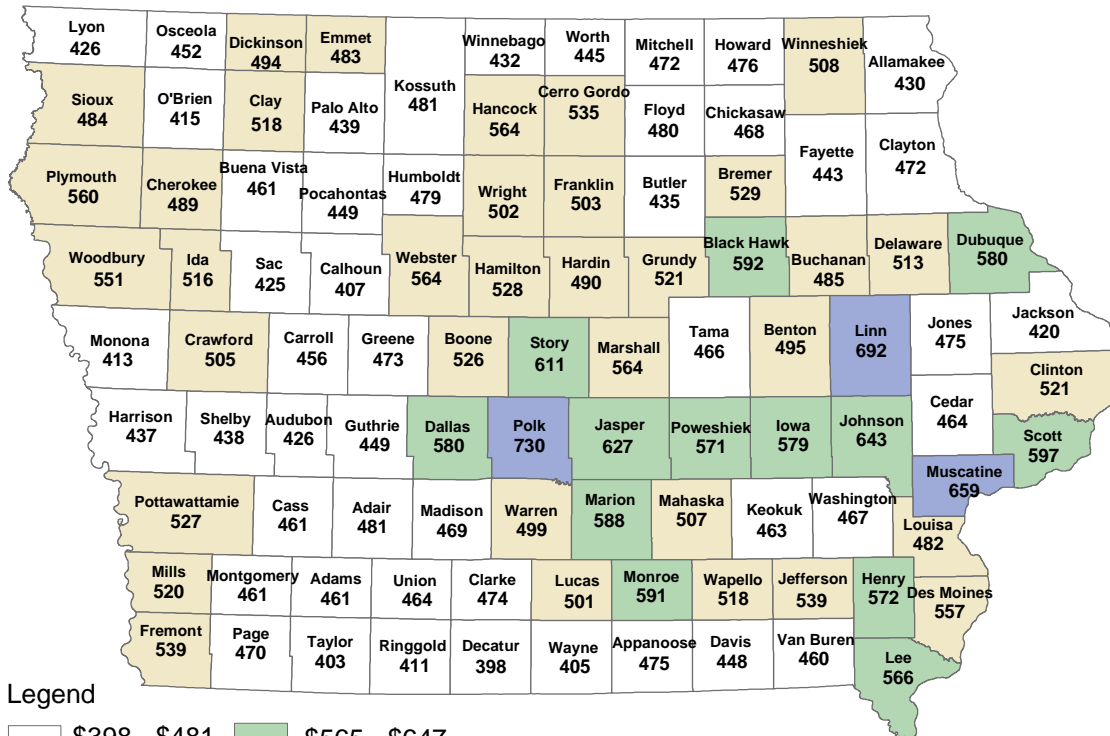 Lyon
426
Osceola
452
Dickinson
494
Emmet
483
Kossuth
481
Winnebago
432
Worth
445
Mitchell
472
Howard
476
Winneshiek
508
Allamakee
430
Sioux
484
O'Brien
415
Clay
518
Palo Alto
439
Hancock
564
Cerro Gordo
535
Floyd
480
Chickasaw
468
Fayette
443
Clayton
472
Plymouth
560
Cherokee
489
Buena Vista
461
Pocahontas
449
Humboldt
479
Wright
502
Franklin
503
Butler
435
Bremer
529
Woodbury
551
Ida
516
Sac
425
Calhoun
407
Webster
564
Hamilton
528
Hardin
490
Grundy
521
Black Hawk
592
Buchanan
485
Delaware
513
Dubuque
580
Monona
413
Crawford
505
Carroll
456
Greene
473
Boone
526
Story
611
Marshall
564
Tama
466
Benton
495
Linn
692
Jones
475
Jackson
420
Clinton
521
Harrison
437
Shelby
438
Audubon
426
Guthrie
449
Dallas
580
Polk
730
Jasper
627
Poweshiek
571
Iowa
579
Johnson
643
Cedar
464
Scott
597
Muscatine
659
Pottawattamie
527
Cass
461
Adair
481
Madison
469
Warren
499
Marion
588
Mahaska
507
Keokuk
463
Washington
467
Louisa
482
Mills
520
Montgomery
461
Adams
461
Union
464
Clarke
474
Lucas
501
Monroe
591
Wapello
518
Jefferson
539
Henry
572
Des Moines
557
Fremont
539
Page
470
Taylor
403
Ringgold
411
Decatur
398
Wayne
405
Appanoose
475
Davis
448
Van Buren
460
Lee
566
Legend
$398 - $481 $565 - $647